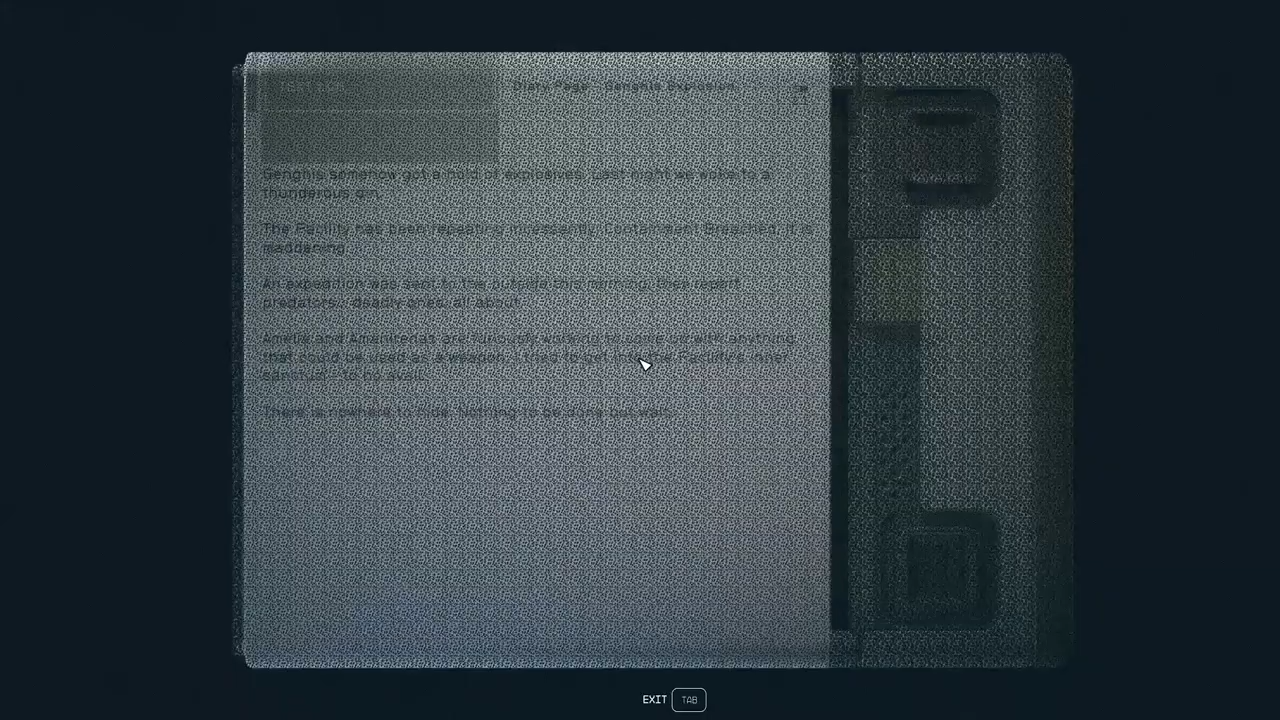 Diary Page - Genghis Explosion
21
Genghis somehow got a hold of explosives. Last night we woke to a
thunderous din.
The Facility has been repeating incessantly, Containment Breached. It is
maddening.
An expedition was sent to the outside this morning, they report
predators, deadly ones, all about.
Amelie and Amanirenas are furiously working to come up with anything
that could be used as a weapon. I tried to get into the Facility's inner
sanctuary to no avail.
There is nowhere to hide. Nothing to be done but wait.
EXIT TAB